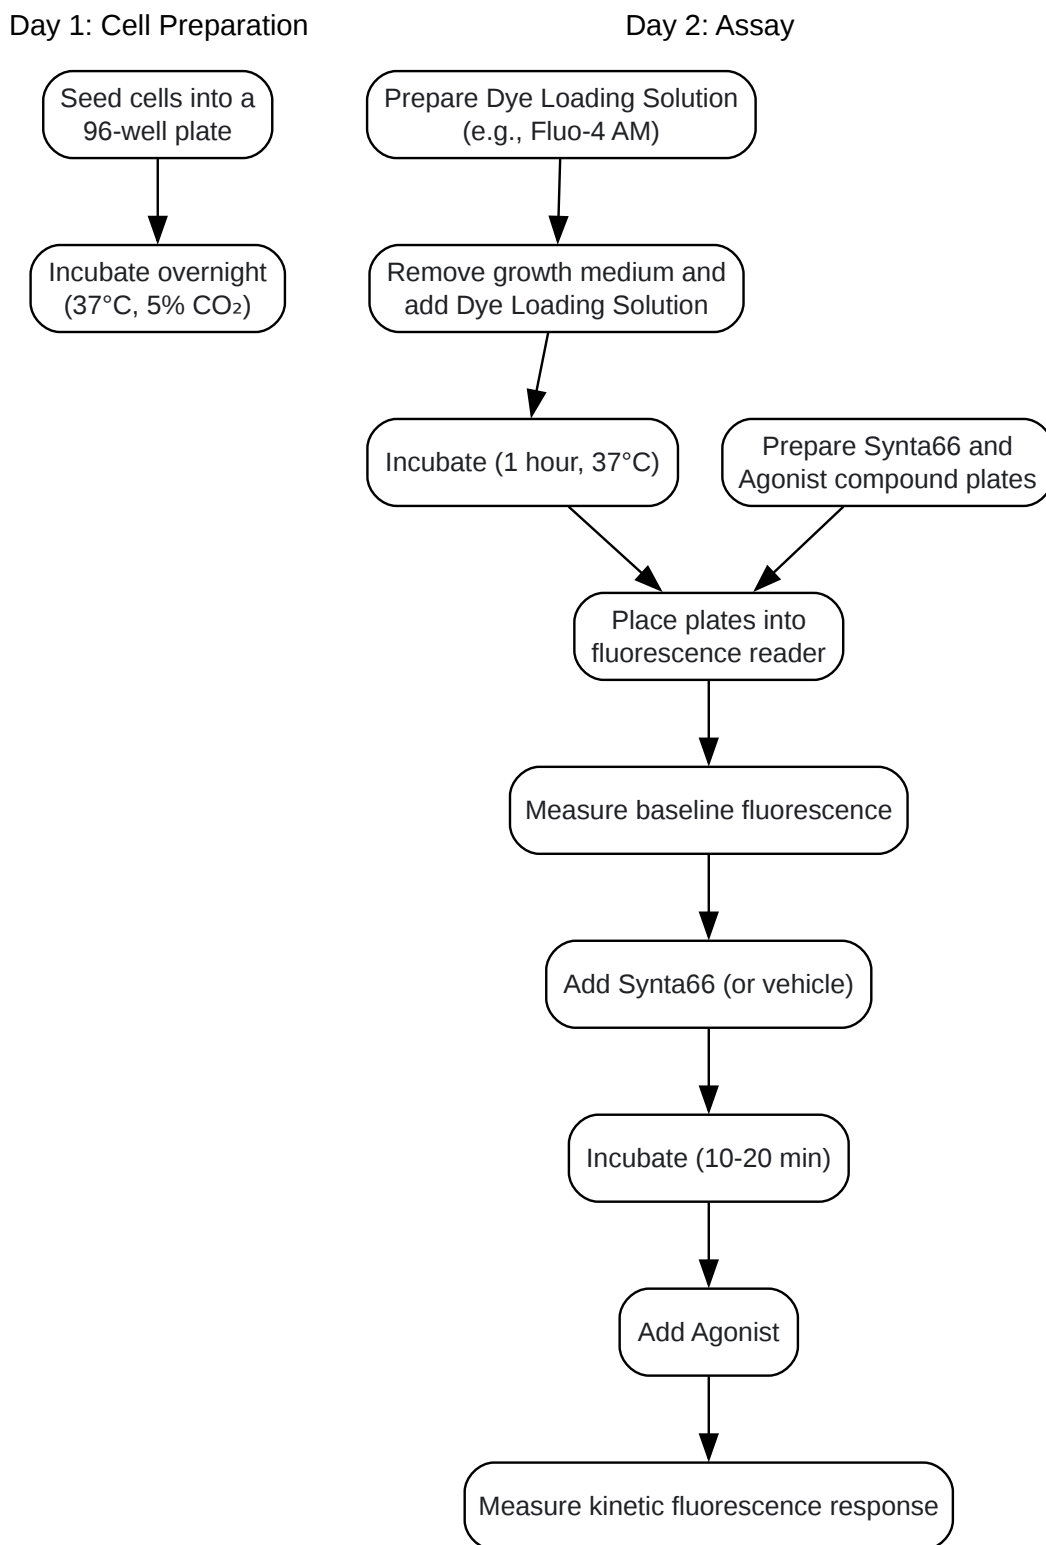 Day 1: Cell Preparation
Seed cells into a
96-well plate
Incubate overnight
(37°C, 5% CO₂)
Day 2: Assay
Prepare Dye Loading Solution
(e.g., Fluo-4 AM)
Remove growth medium and
add Dye Loading Solution
Incubate (1 hour, 37°C)
Prepare Synta66 and
Agonist compound plates
Place plates into
fluorescence reader
Measure baseline fluorescence
Add Synta66 (or vehicle)
Incubate (10-20 min)
Add Agonist
Measure kinetic fluorescence response